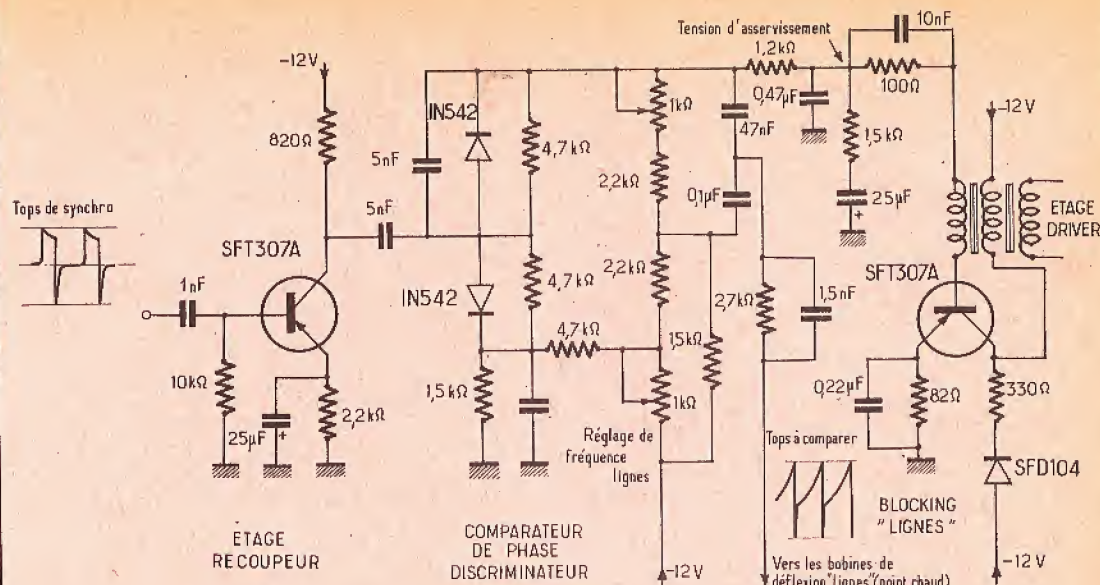 Tension d'asservissement
10nF
-12V
1,2kΩ
100Ω
IN542
0,47µF
1kΩ
47nF
-12V
820Ω
4,7kΩ
1,5kΩ
5nF
2,2kΩ
0,1µF
25µF
+
Tops de synchro
5nF
ETAGE
DRIVER
SFT307A
SFT307A
1nF
IN542
4,7kΩ
2,2kΩ
2,7kΩ
1,5nF
4,7kΩ
1,5kΩ
10kΩ
1,5kΩ
1kΩ
0,22µF
82Ω
330Ω
25µF
+
2,2kΩ
Réglage de
fréquence
lignes
Tops à comparer
SFD104
BLOCKING
"LIGNES"
ÉTAGE
RECOUPEUR
COMPARATEUR
DE PHASE
DISCRIMINATEUR
-12V
Vers les bobines de
déflexion "lignes" (point chaud)
-12V